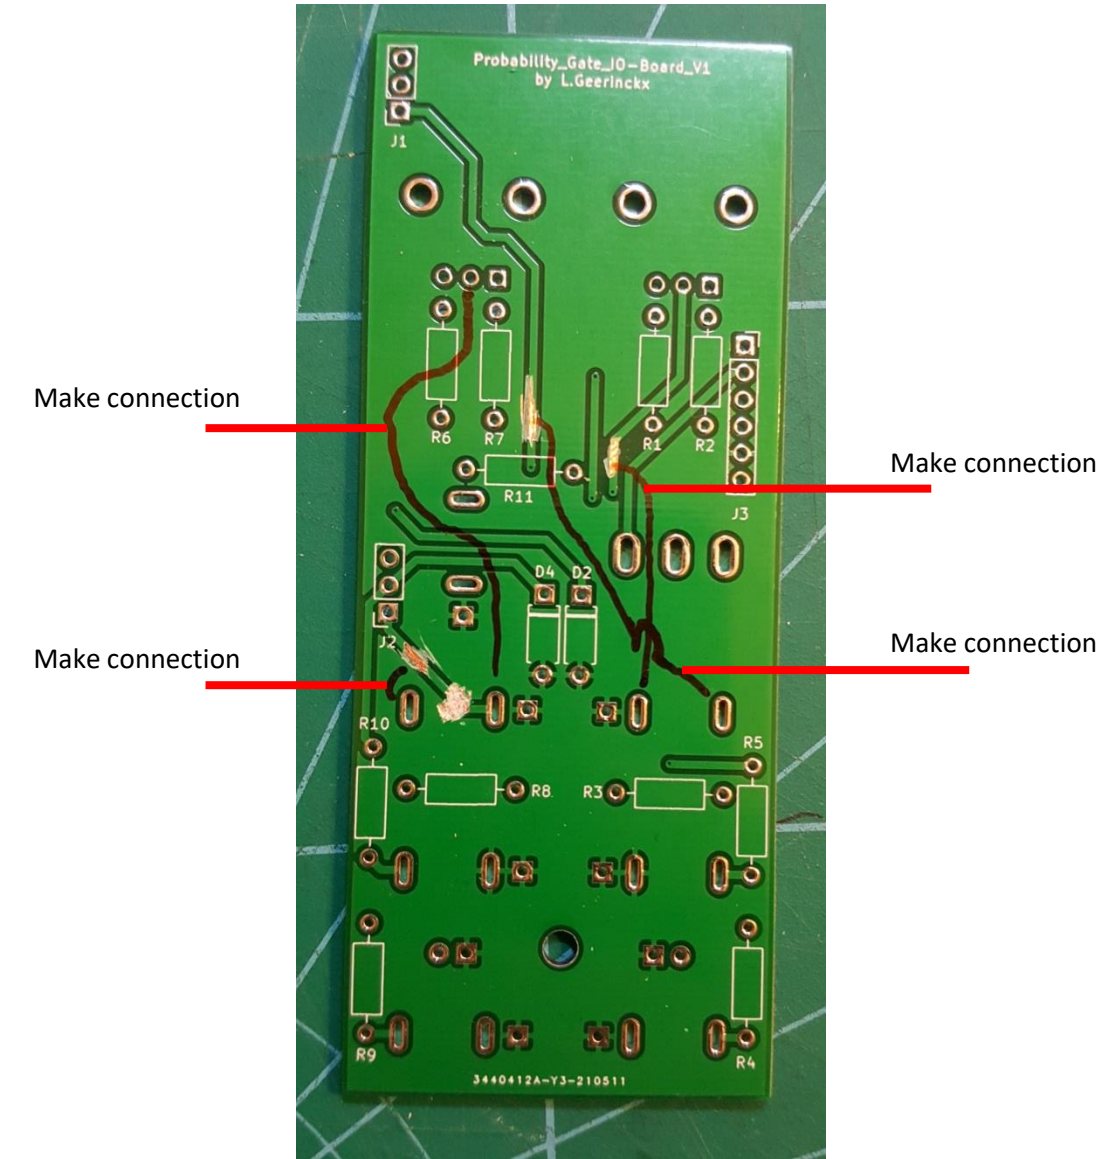 Probability_Gate_IO-Board_V1
by L.Geerinckx
J1
Make connection
R6
R7
R1
R2
Make connection
R11
J3
D4
D2
J2
Make connection
Make connection
R10
R5
R8
R3
R9
R4
3440412A-Y3-210511